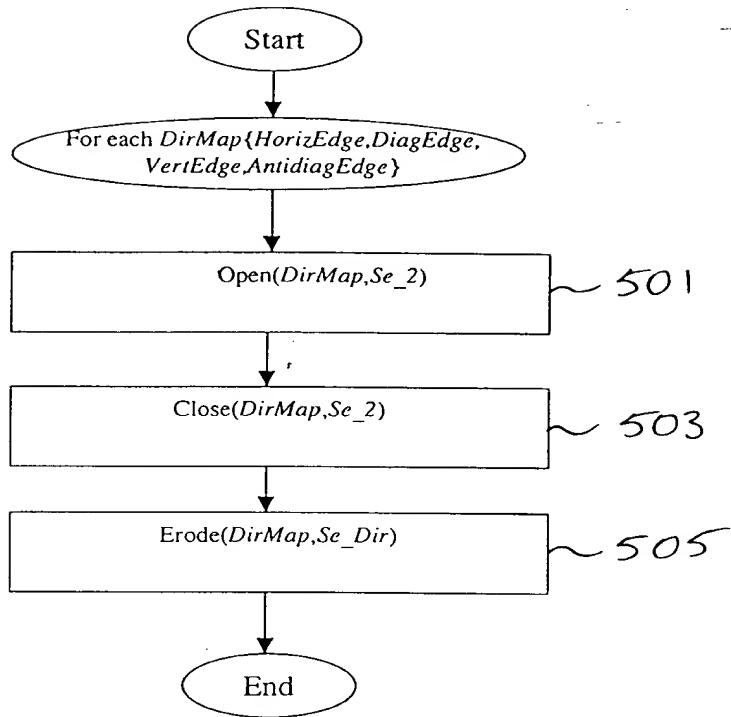 Start
For each DirMap{HorizEdge,DiagEdge,
VertEdge,AntidiagEdge}
Open(DirMap,Se_2)
501
Close(DirMap,Se_2)
503
Erode(DirMap,Se_Dir)
505
End